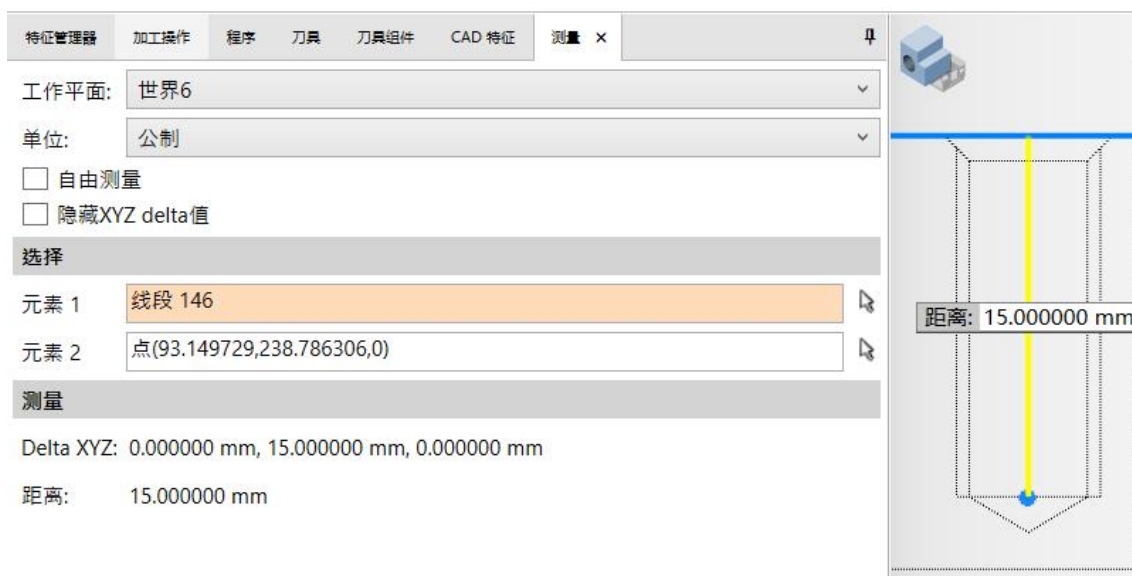 特征管理器 加工操作 程序 刀具 刀具组件 CAD 特征 测量 ×
工作平面: 世界6
单位: 公制
自由测量
隐藏XYZ delta值
选择
元素 1 线段 146
元素 2 点(93.149729,238.786306,0)
测量
Delta XYZ: 0.000000 mm, 15.000000 mm, 0.000000 mm
距离: 15.000000 mm
距离: 15.000000 mm